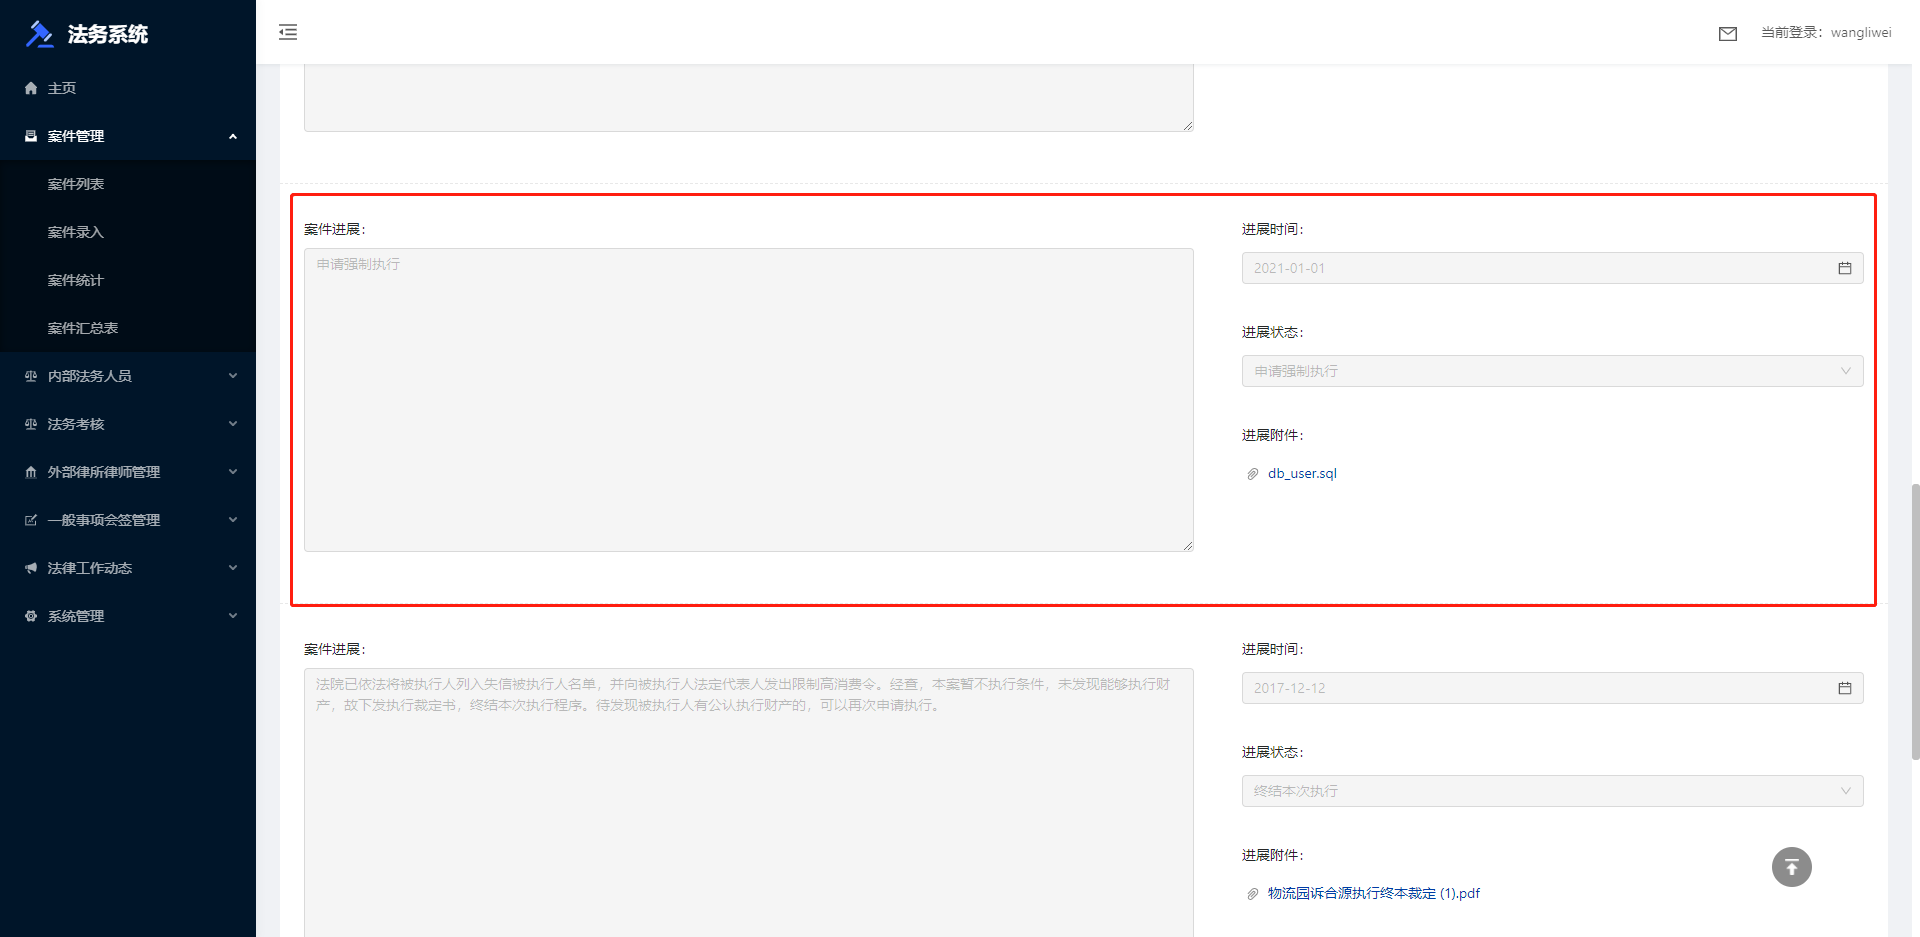 法务系统
当前登录：wangliwei
主页
案件管理
案件列表
案件录入
案件统计
案件汇总表
内部法务人员
法务考核
外部律所律师管理
一般事项会签管理
法律工作动态
系统管理
案件进展：
申请强制执行
进展时间：
2021-01-01
进展状态：
申请强制执行
进展附件：
db_user.sql
案件进展：
法院已依法将被执行人列入失信被执行人名单，并向被执行人法定代表人发出限制高消费令。经查，本案暂不执行条件，未发现能够执行财
产，故下发执行裁定书，终结本次执行程序。待发现被执行人有公认执行财产的，可以再次申请执行。
进展时间：
2017-12-12
进展状态：
终结本次执行
进展附件：
物流园诉合源执行终本裁定 (1).pdf